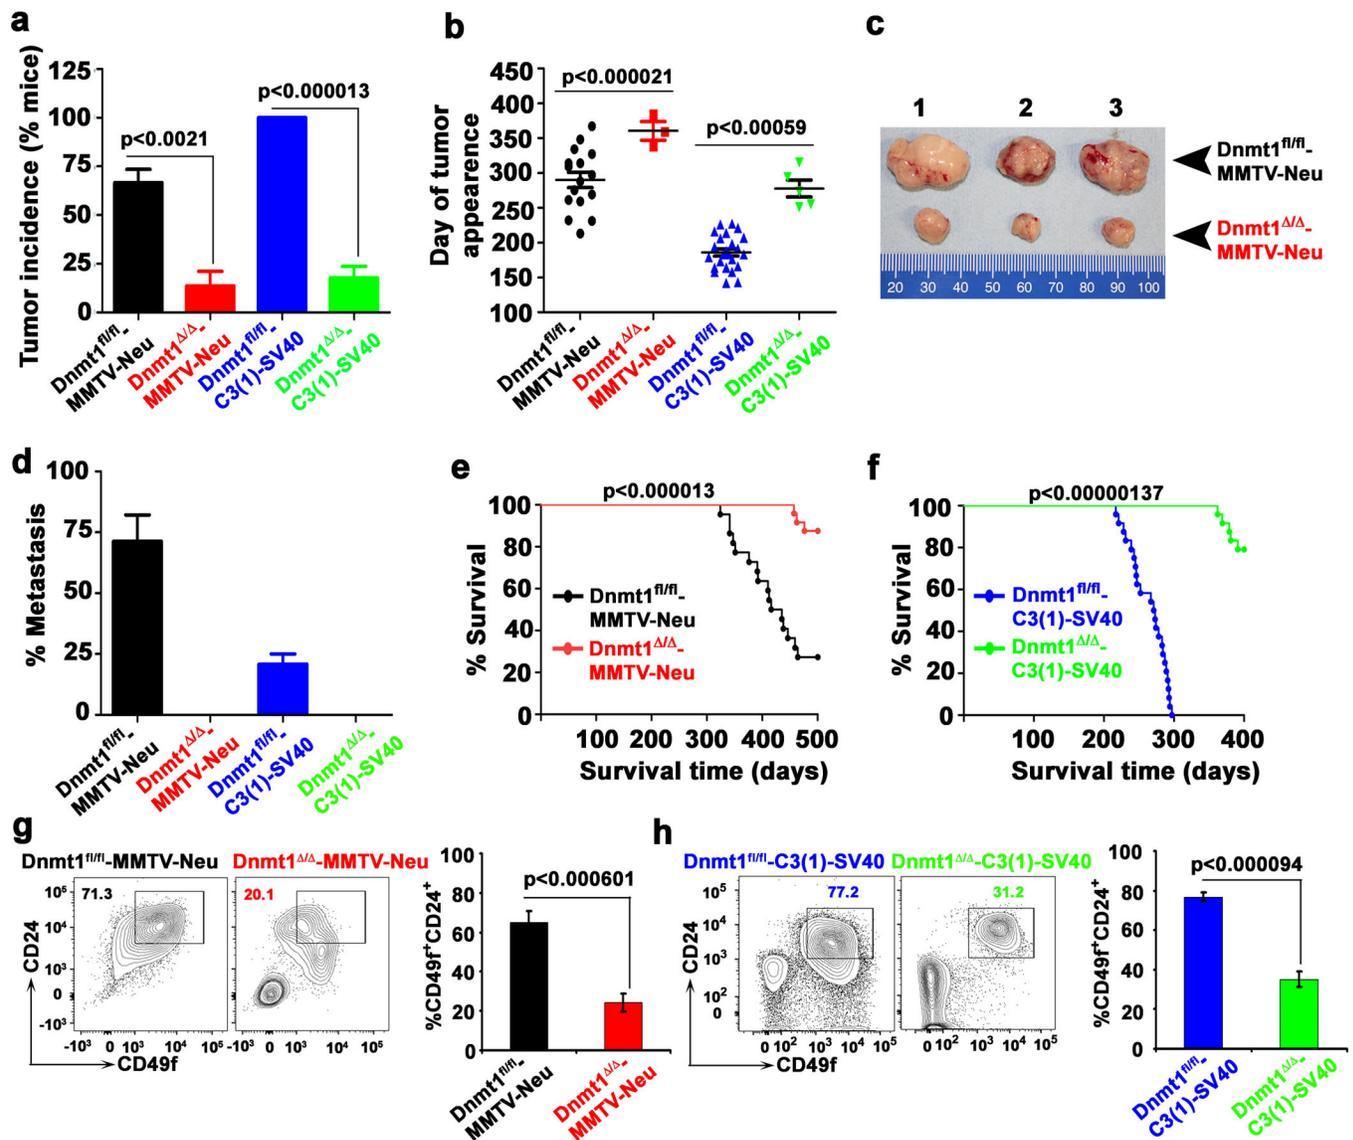 a
Tumor incidence (% mice)
125
100
75
50
25
0
p<0.0021
p<0.000013
Dnmt1fl/fl-
MMTV-Neu
Dnmt1Δ/Δ-
MMTV-Neu
Dnmt1fl/fl-
C3(1)-SV40
Dnmt1Δ/Δ-
C3(1)-SV40
b
Day of tumor
appearence
450
400
350
300
250
200
150
100
p<0.000021
p<0.00059
Dnmt1fl/fl-
MMTV-Neu
Dnmt1Δ/Δ-
MMTV-Neu
Dnmt1fl/fl-
C3(1)-SV40
Dnmt1Δ/Δ-
C3(1)-SV40
c
1 2 3
Dnmt1fl/fl-
MMTV-Neu
Dnmt1Δ/Δ-
MMTV-Neu
20 30 40 50 60 70 80 90 100
d
% Metastasis
100
75
50
25
0
Dnmt1fl/fl-
MMTV-Neu
Dnmt1Δ/Δ-
MMTV-Neu
Dnmt1fl/fl-
C3(1)-SV40
Dnmt1Δ/Δ-
C3(1)-SV40
e
p<0.000013
% Survival
100
80
60
40
20
0
Dnmt1fl/fl-
MMTV-Neu
Dnmt1Δ/Δ-
MMTV-Neu
100 200 300 400 500
Survival time (days)
f
p<0.00000137
% Survival
100
80
60
40
20
0
Dnmt1fl/fl-
C3(1)-SV40
Dnmt1Δ/Δ-
C3(1)-SV40
100 200 300 400
Survival time (days)
g
Dnmt1fl/fl-MMTV-Neu Dnmt1Δ/Δ-MMTV-Neu
71.3
20.1
CD24
10⁵
10⁴
10³
0
-10³
-10³ 0 10³ 10⁴ 10⁵
-10³ 0 10³ 10⁴ 10⁵
CD49f
%CD49f⁺CD24⁺
100
80
60
40
20
0
p<0.000601
Dnmt1fl/fl-
MMTV-Neu
Dnmt1Δ/Δ-
MMTV-Neu
h
Dnmt1fl/fl-C3(1)-SV40 Dnmt1Δ/Δ-C3(1)-SV40
77.2
31.2
CD24
10⁵
10⁴
10³
10²
0
0 10² 10³ 10⁴ 10⁵
0 10² 10³ 10⁴ 10⁵
CD49f
%CD49f⁺CD24⁺
100
80
60
40
20
0
p<0.000094
Dnmt1fl/fl-
C3(1)-SV40
Dnmt1Δ/Δ-
C3(1)-SV40